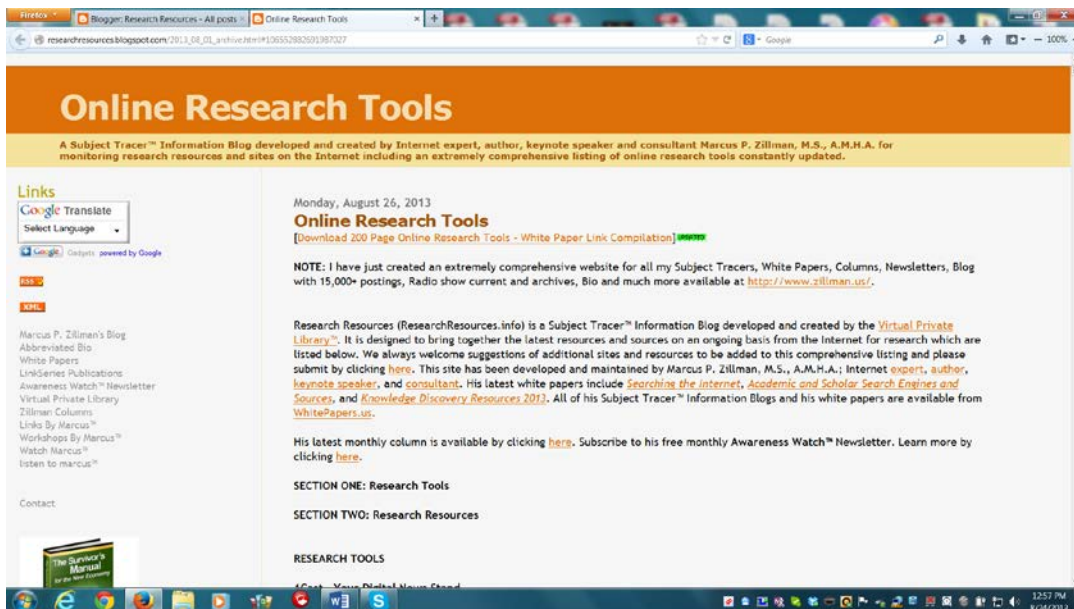 Firefox
Blogger: Research Resources - All posts
Online Research Tools
researchresources.blogspot.com/2013_08_01_archive.html#106552882691987027
Google
100%
Online Research Tools
A Subject Tracer™ Information Blog developed and created by Internet expert, author, keynote speaker and consultant Marcus P. Zillman, M.S., A.M.H.A. for
monitoring research resources and sites on the Internet including an extremely comprehensive listing of online research tools constantly updated.
Links
Google Translate
Select Language
Google Gadgets powered by Google
RSS
XML
Marcus P. Zillman's Blog
Abbreviated Bio
White Papers
LinkSeries Publications
Awareness Watch™ Newsletter
Virtual Private Library
Zillman Columns
Links By Marcus™
Workshops By Marcus™
Watch Marcus™
listen to marcus™
Contact
The Survivor's
Manual
for the New Economy
Monday, August 26, 2013
Online Research Tools
[Download 200 Page Online Research Tools - White Paper Link Compilation] UPDATED
NOTE: I have just created an extremely comprehensive website for all my Subject Tracers, White Papers, Columns, Newsletters, Blog
with 15,000+ postings, Radio show current and archives, Bio and much more available at http://www.zillman.us/.
Research Resources (ResearchResources.info) is a Subject Tracer™ Information Blog developed and created by the Virtual Private
Library™. It is designed to bring together the latest resources and sources on an ongoing basis from the Internet for research which are
listed below. We always welcome suggestions of additional sites and resources to be added to this comprehensive listing and please
submit by clicking here. This site has been developed and maintained by Marcus P. Zillman, M.S., A.M.H.A.; Internet expert, author,
keynote speaker, and consultant. His latest white papers include Searching the Internet, Academic and Scholar Search Engines and
Sources, and Knowledge Discovery Resources 2013. All of his Subject Tracer™ Information Blogs and his white papers are available from
WhitePapers.us.
His latest monthly column is available by clicking here. Subscribe to his free monthly Awareness Watch™ Newsletter. Learn more by
clicking here.
SECTION ONE: Research Tools
SECTION TWO: Research Resources
RESEARCH TOOLS
1Cast - Your Digital News Stand
12:57 PM